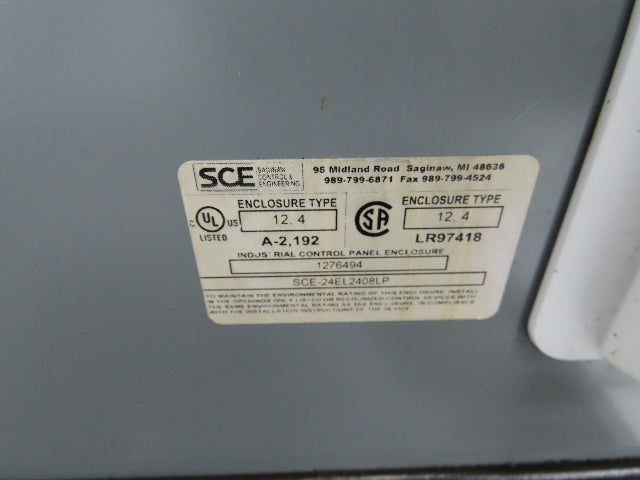 SCE SAGINAW CONTROL & ENGINEERING
95 Midland Road Saginaw, MI 48638
989-799-6871 Fax 989-799-4524
C UL US LISTED
ENCLOSURE TYPE
12, 4
A-2,192
SA
ENCLOSURE TYPE
12, 4
LR97418
INDUSTRIAL CONTROL PANEL ENCLOSURE
1276494
SCE-24EL2408LP
TO MAINTAIN THE ENVIRONMENTAL RATING OF THIS ENCLOSURE, INSTALL
IN THE OPENINGS ONLY LISTED OR RECOGNIZED CONTROL DEVICES WITH
THE SAME ENVIRONMENTAL RATING AS THE ENCLOSURE IN COMPLIANCE
WITH THE INSTALLATION INSTRUCTIONS OF THE DEVICE